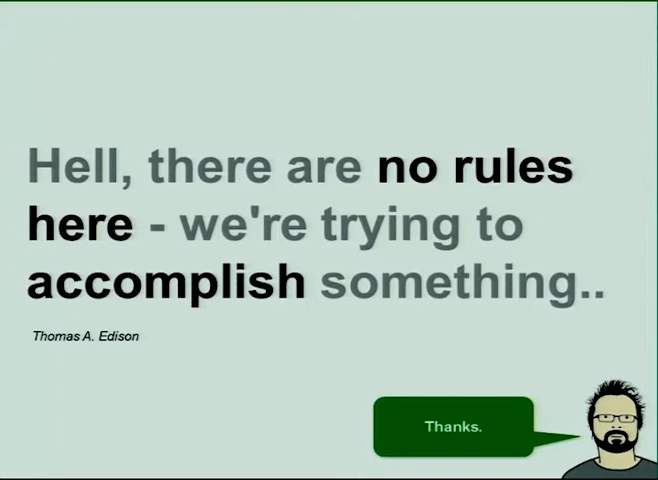 Hell, there are no rules
here - we're trying to
accomplish something..
Thomas A. Edison
Thanks.